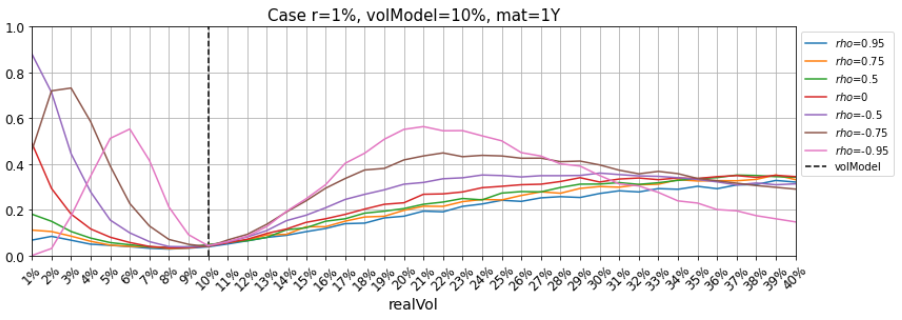 Case r=1%, volModel=10%, mat=1Y
1.0
0.8
0.6
0.4
0.2
0.0
1% 2% 3% 4% 5% 6% 7% 8% 9% 10% 11% 12% 13% 14% 15% 16% 17% 18% 19% 20% 21% 22% 23% 24% 25% 26% 27% 28% 29% 30% 31% 32% 33% 34% 35% 36% 37% 38% 39% 40%
realVol
rho=0.95
rho=0.75
rho=0.5
rho=0
rho=-0.5
rho=-0.75
rho=-0.95
volModel